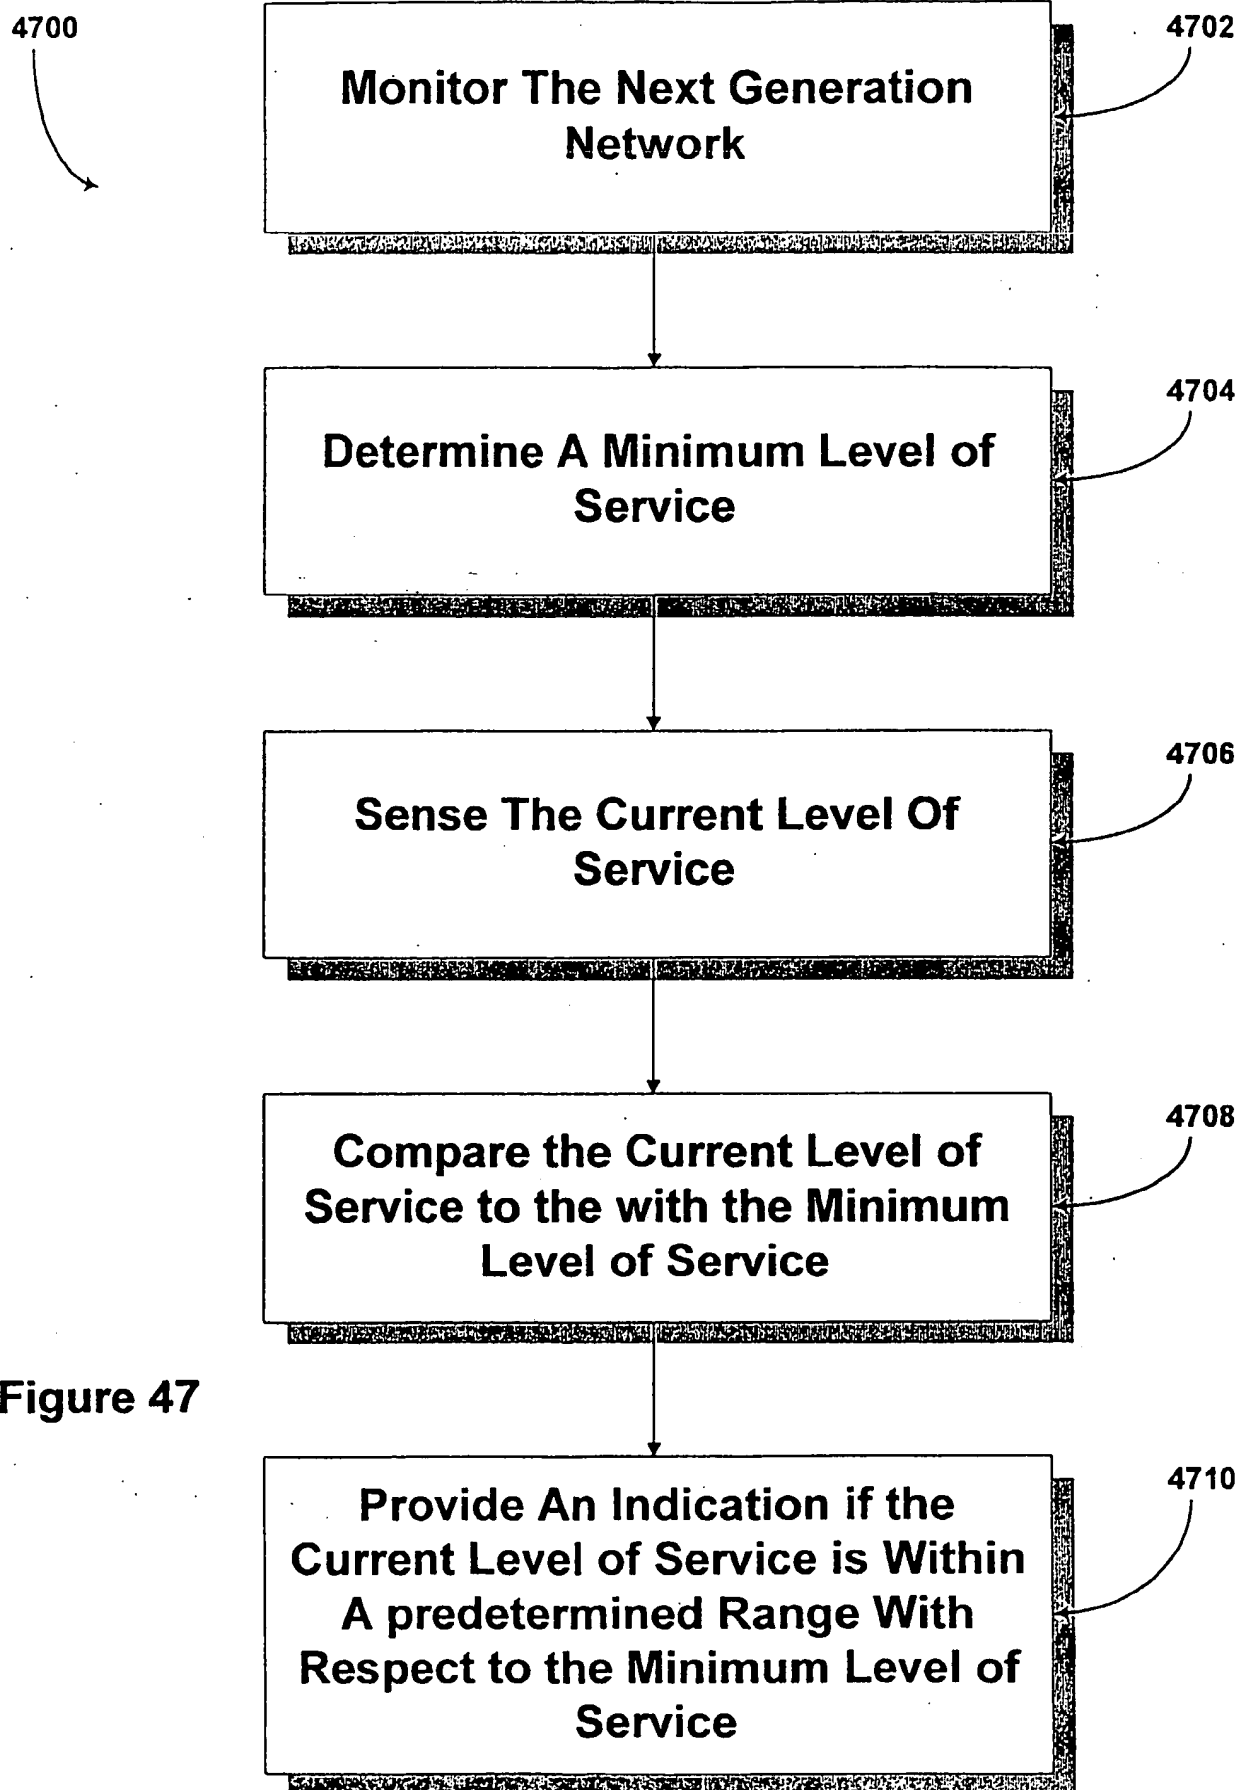 4700
4702
Monitor The Next Generation
Network
4704
Determine A Minimum Level of
Service
4706
Sense The Current Level Of
Service
4708
Compare the Current Level of
Service to the with the Minimum
Level of Service
Figure 47
4710
Provide An Indication if the
Current Level of Service is Within
A predetermined Range With
Respect to the Minimum Level of
Service